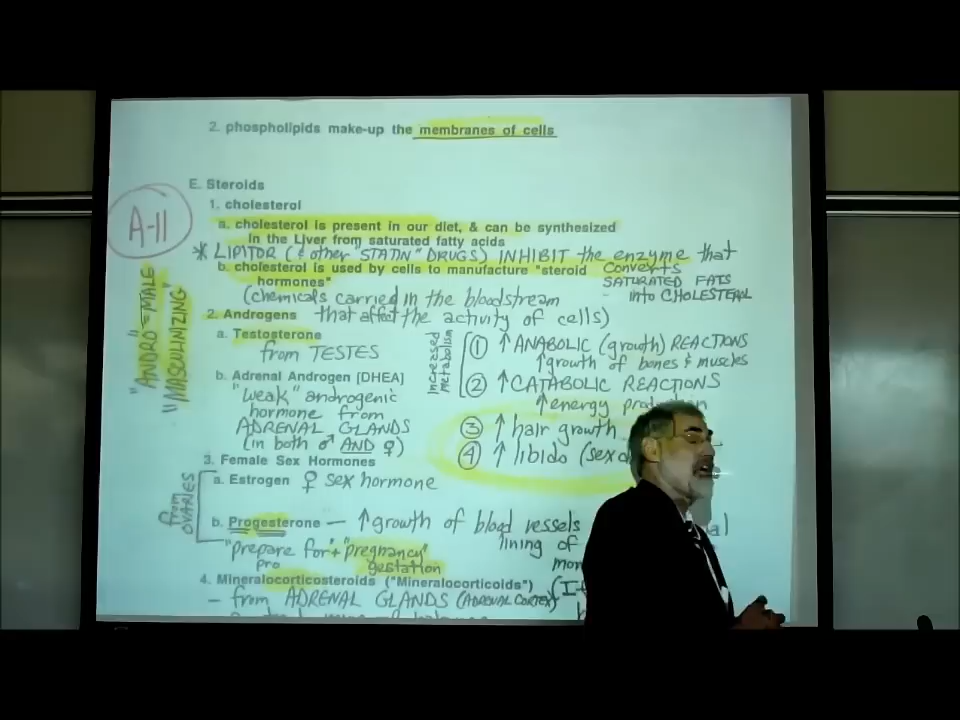 2. phospholipids make-up the membranes of cells
E. Steroids
1. cholesterol
A-11
a. cholesterol is present in our diet, & can be synthesized
in the Liver from saturated fatty acids
* LIPITOR (& other "STATIN" DRUGS) INHIBIT the enzyme that
converts
SATURATED FATS
into CHOLESTEROL
b. cholesterol is used by cells to manufacture "steroid
hormones"
(chemicals carried in the bloodstream
that affect the activity of cells)
"ANDRO" = MALE
"MASCULINIZING"
2. Androgens
a. Testosterone
from TESTES
b. Adrenal Androgen [DHEA]
"weak" androgenic
hormone from
ADRENAL GLANDS
(in both ♂ AND ♀)
Increased
metabolism
① ↑ ANABOLIC (growth) REACTIONS
↑growth of bones & muscles
② ↑CATABOLIC REACTIONS
↑energy production
③ ↑ hair growth
④ ↑ libido (sex
3. Female Sex Hormones
from
OVARIES
a. Estrogen ♀ sex hormone
b. Progesterone — ↑growth of blood vessels
lining of
"prepare for" + "pregnancy"
pro gestation
4. Mineralocorticosteroids ("Mineralocorticoids")
- from ADRENAL GLANDS (ADRENAL CORTEX)